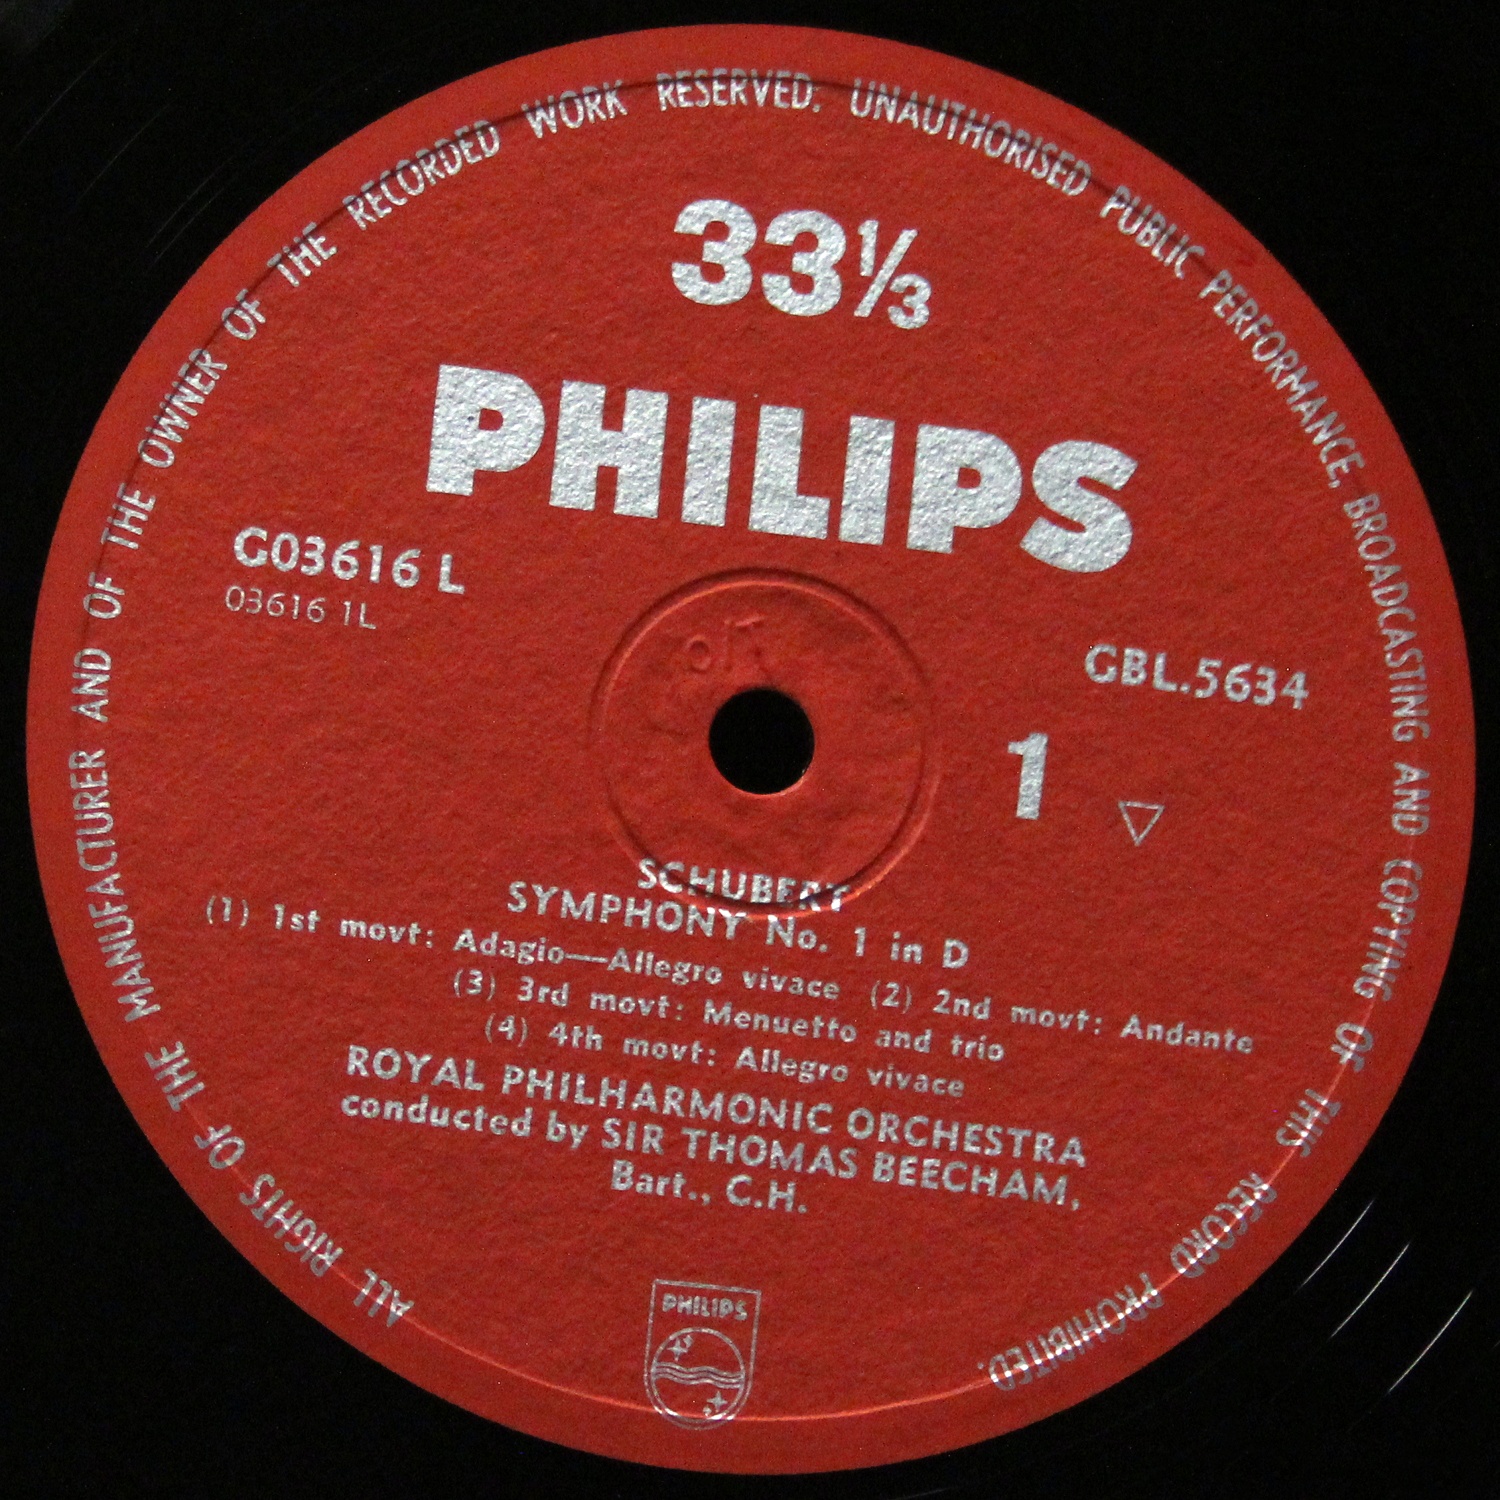 ALL RIGHTS OF THE MANUFACTURER AND OF THE OWNER OF THE RECORDED WORK RESERVED. UNAUTHORISED PUBLIC PERFORMANCE, BROADCASTING AND COPYING OF THIS RECORD PROHIBITED.
33⅓
PHILIPS
G03616 L
03616 1L
GBL.5634
1
SCHUBERT
SYMPHONY No. 1 in D
(1) 1st movt: Adagio—Allegro vivace (2) 2nd movt: Andante
(3) 3rd movt: Menuetto and trio
(4) 4th movt: Allegro vivace
ROYAL PHILHARMONIC ORCHESTRA
conducted by SIR THOMAS BEECHAM,
Bart., C.H.
PHILIPS